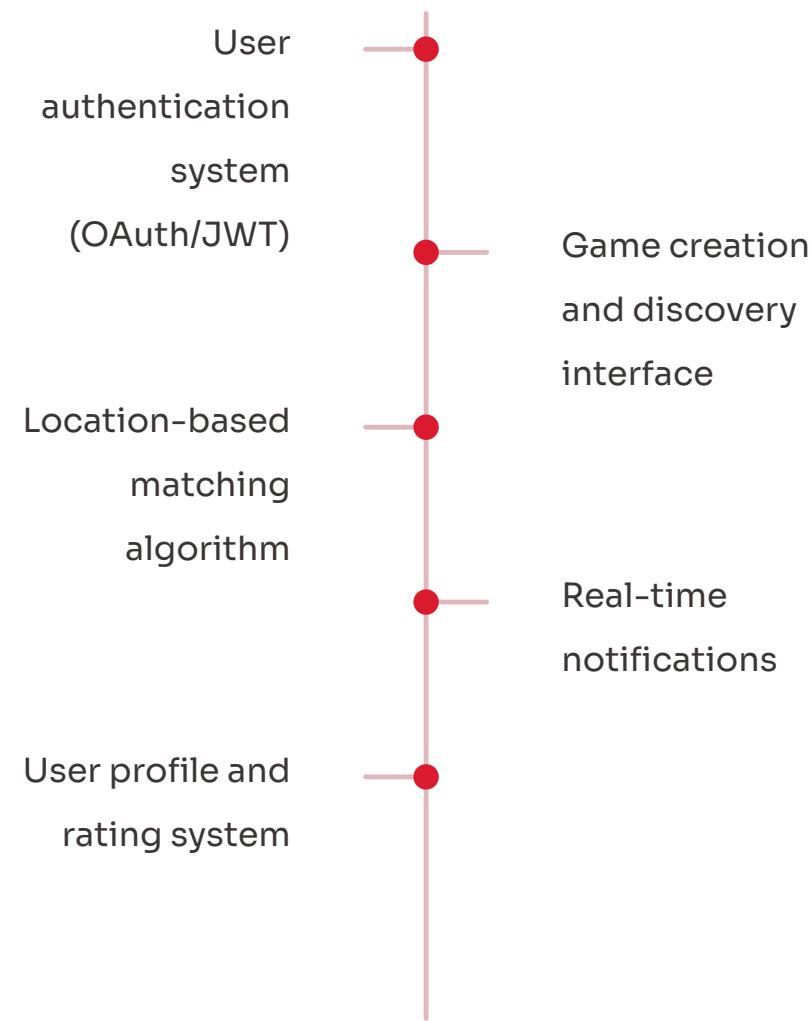 User
authentication
system
(OAuth/JWT)
Game creation
and discovery
interface
Location-based
matching
algorithm
Real-time
notifications
User profile and
rating system